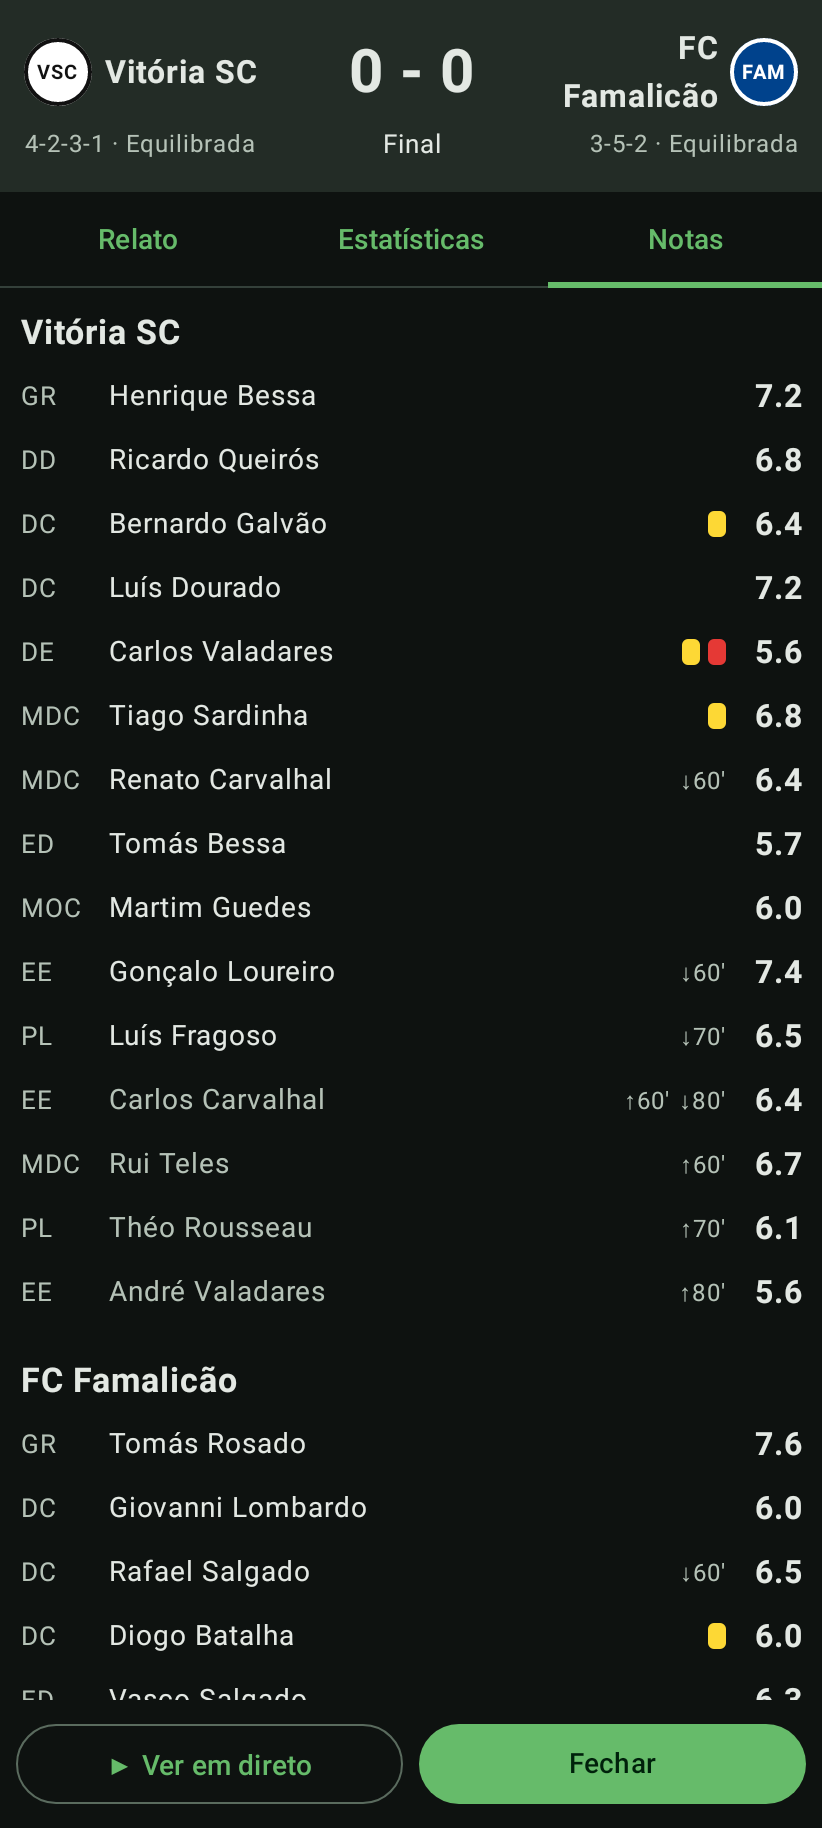 VSC Vitória SC 0 - 0 FC Famalicão FAM
4-2-3-1 · Equilibrada Final 3-5-2 · Equilibrada
Relato Estatísticas Notas
Vitória SC
GR Henrique Bessa 7.2
DD Ricardo Queirós 6.8
DC Bernardo Galvão 6.4
DC Luís Dourado 7.2
DE Carlos Valadares 5.6
MDC Tiago Sardinha 6.8
MDC Renato Carvalhal ↓60' 6.4
ED Tomás Bessa 5.7
MOC Martim Guedes 6.0
EE Gonçalo Loureiro ↓60' 7.4
PL Luís Fragoso ↓70' 6.5
EE Carlos Carvalhal ↑60' ↓80' 6.4
MDC Rui Teles ↑60' 6.7
PL Théo Rousseau ↑70' 6.1
EE André Valadares ↑80' 5.6
FC Famalicão
GR Tomás Rosado 7.6
DC Giovanni Lombardo 6.0
DC Rafael Salgado ↓60' 6.5
DC Diogo Batalha 6.0
ED Vasco Salgado 6.3
► Ver em direto Fechar